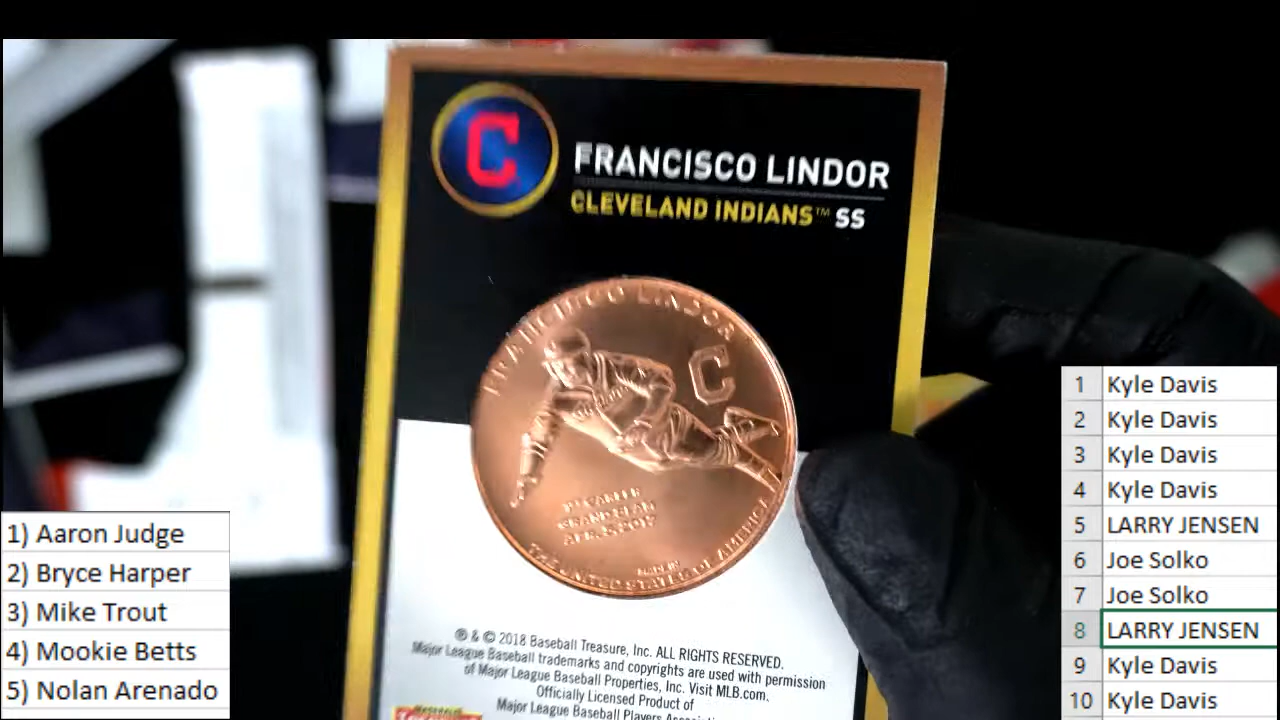 C
FRANCISCO LINDOR
CLEVELAND INDIANS™ SS
FRANCISCO LINDOR
C
1ST CAREER
GRAND SLAM
APR. 4, 2017
MADE IN
THE UNITED STATES OF AMERICA
® & © 2018 Baseball Treasure, Inc. ALL RIGHTS RESERVED.
Major League Baseball trademarks and copyrights are used with permission
of Major League Baseball Properties, Inc. Visit MLB.com.
Officially Licensed Product of
Major League Baseball Players
1) Aaron Judge
2) Bryce Harper
3) Mike Trout
4) Mookie Betts
5) Nolan Arenado
1 Kyle Davis
2 Kyle Davis
3 Kyle Davis
4 Kyle Davis
5 LARRY JENSEN
6 Joe Solko
7 Joe Solko
8 LARRY JENSEN
9 Kyle Davis
10 Kyle Davis